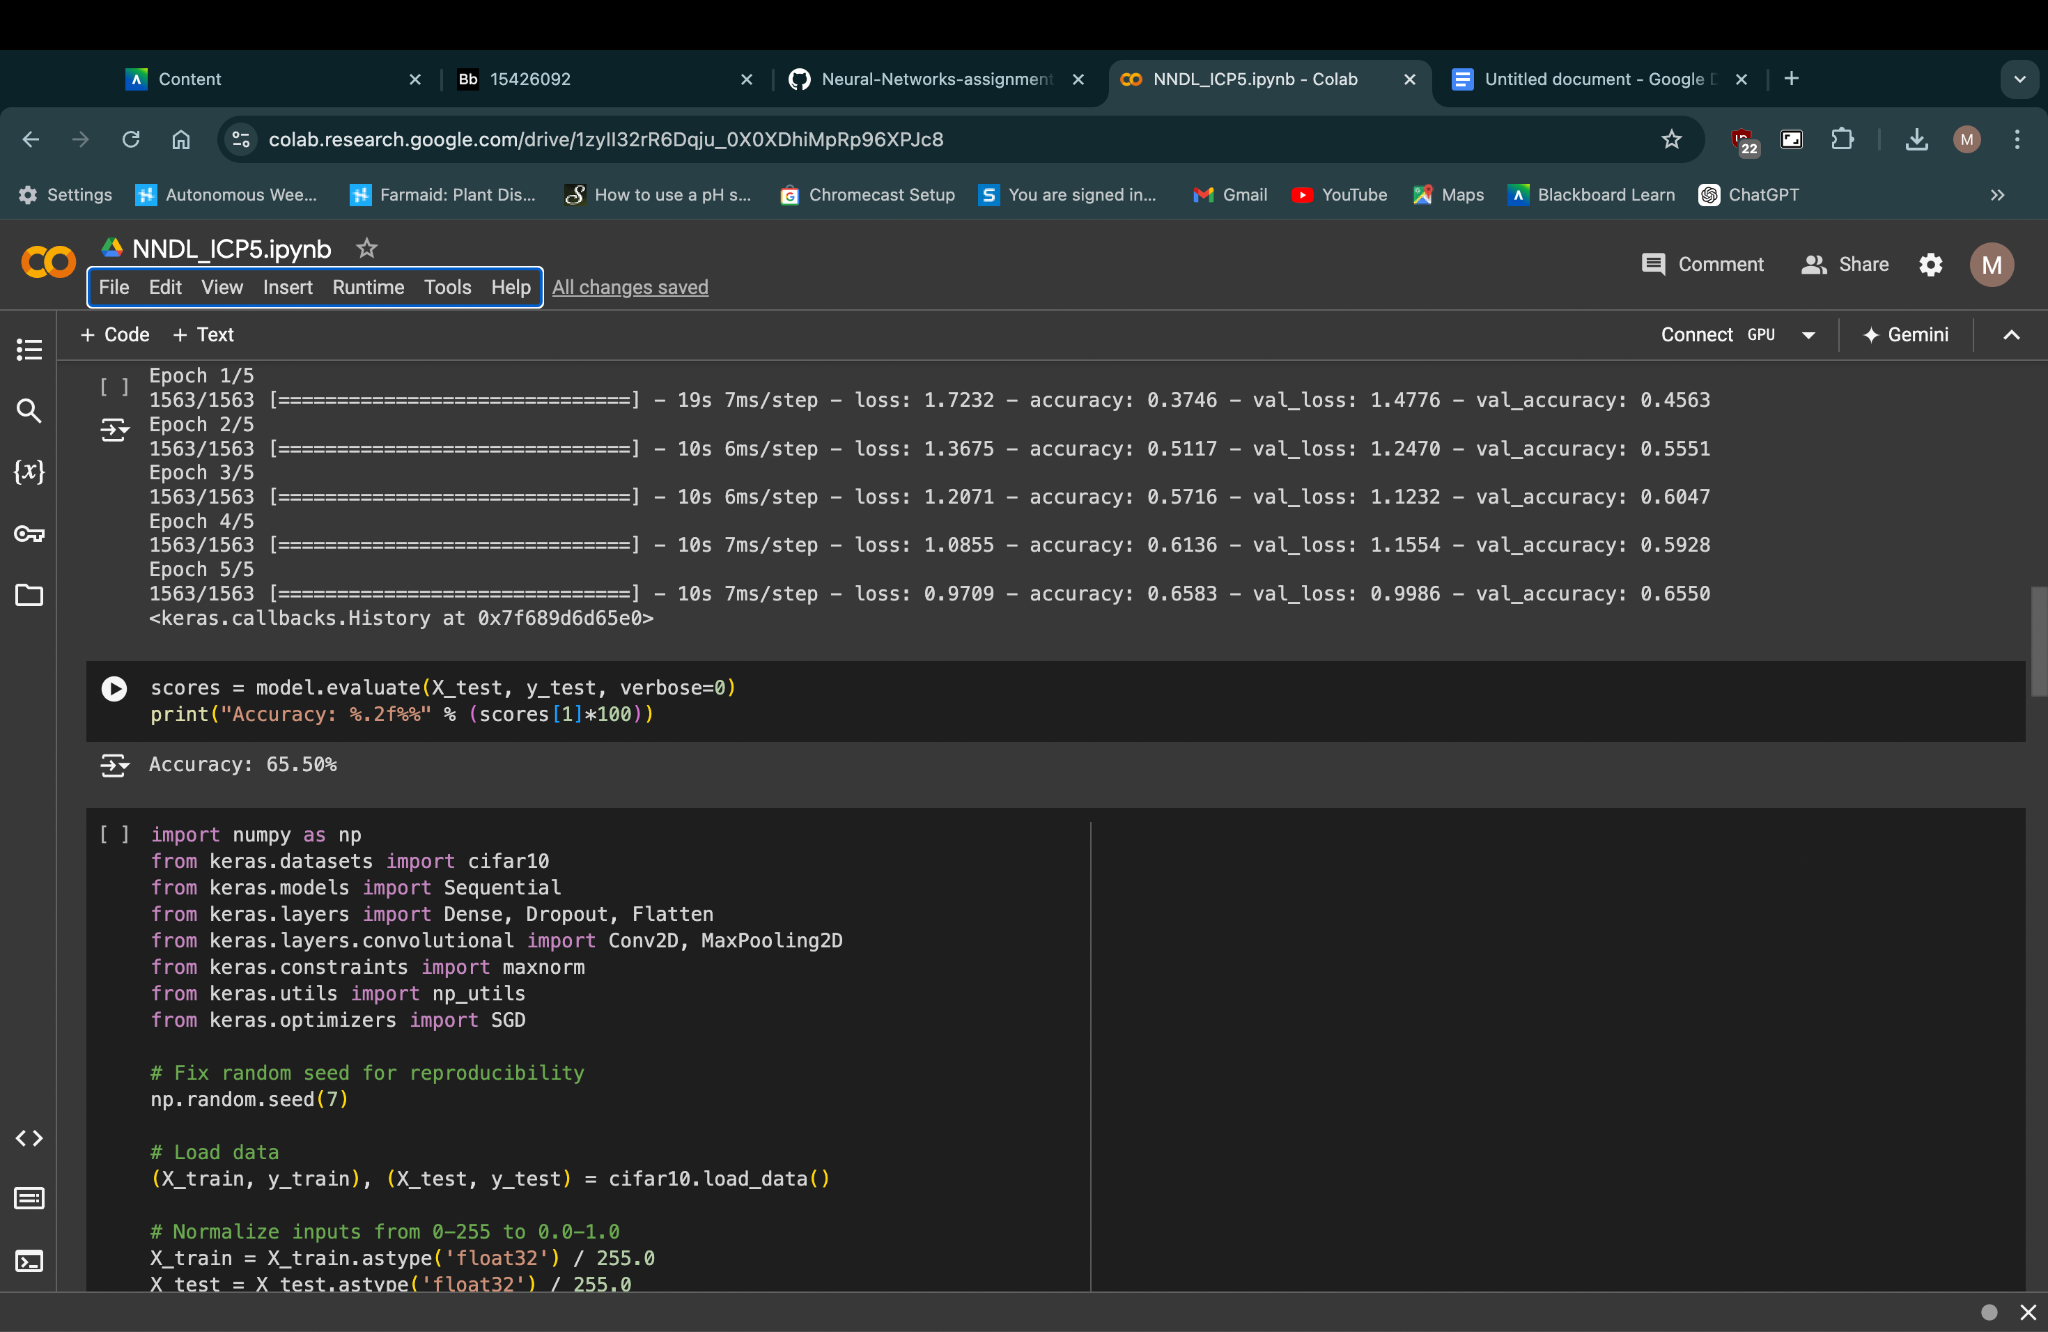 Content
15426092
Neural-Networks-assignment
NNDL_ICP5.ipynb - Colab
Untitled document - Google D
colab.research.google.com/drive/1zyII32rR6Dqju_0X0XDhiMpRp96XPJc8
22
M
Settings
Autonomous Wee...
Farmaid: Plant Dis...
How to use a pH s...
Chromecast Setup
You are signed in...
Gmail
YouTube
Maps
Blackboard Learn
ChatGPT
NNDL_ICP5.ipynb
Comment
Share
M
File Edit View Insert Runtime Tools Help All changes saved
+ Code + Text
Connect GPU
Gemini
Epoch 1/5
1563/1563 [==============================] - 19s 7ms/step - loss: 1.7232 - accuracy: 0.3746 - val_loss: 1.4776 - val_accuracy: 0.4563
Epoch 2/5
1563/1563 [==============================] - 10s 6ms/step - loss: 1.3675 - accuracy: 0.5117 - val_loss: 1.2470 - val_accuracy: 0.5551
Epoch 3/5
1563/1563 [==============================] - 10s 6ms/step - loss: 1.2071 - accuracy: 0.5716 - val_loss: 1.1232 - val_accuracy: 0.6047
Epoch 4/5
1563/1563 [==============================] - 10s 7ms/step - loss: 1.0855 - accuracy: 0.6136 - val_loss: 1.1554 - val_accuracy: 0.5928
Epoch 5/5
1563/1563 [==============================] - 10s 7ms/step - loss: 0.9709 - accuracy: 0.6583 - val_loss: 0.9986 - val_accuracy: 0.6550
<keras.callbacks.History at 0x7f689d6d65e0>
scores = model.evaluate(X_test, y_test, verbose=0)
print("Accuracy: %.2f%%" % (scores[1]*100))
Accuracy: 65.50%
[ ] import numpy as np
from keras.datasets import cifar10
from keras.models import Sequential
from keras.layers import Dense, Dropout, Flatten
from keras.layers.convolutional import Conv2D, MaxPooling2D
from keras.constraints import maxnorm
from keras.utils import np_utils
from keras.optimizers import SGD
# Fix random seed for reproducibility
np.random.seed(7)
# Load data
(X_train, y_train), (X_test, y_test) = cifar10.load_data()
# Normalize inputs from 0-255 to 0.0-1.0
X_train = X_train.astype('float32') / 255.0
X_test = X_test.astype('float32') / 255.0